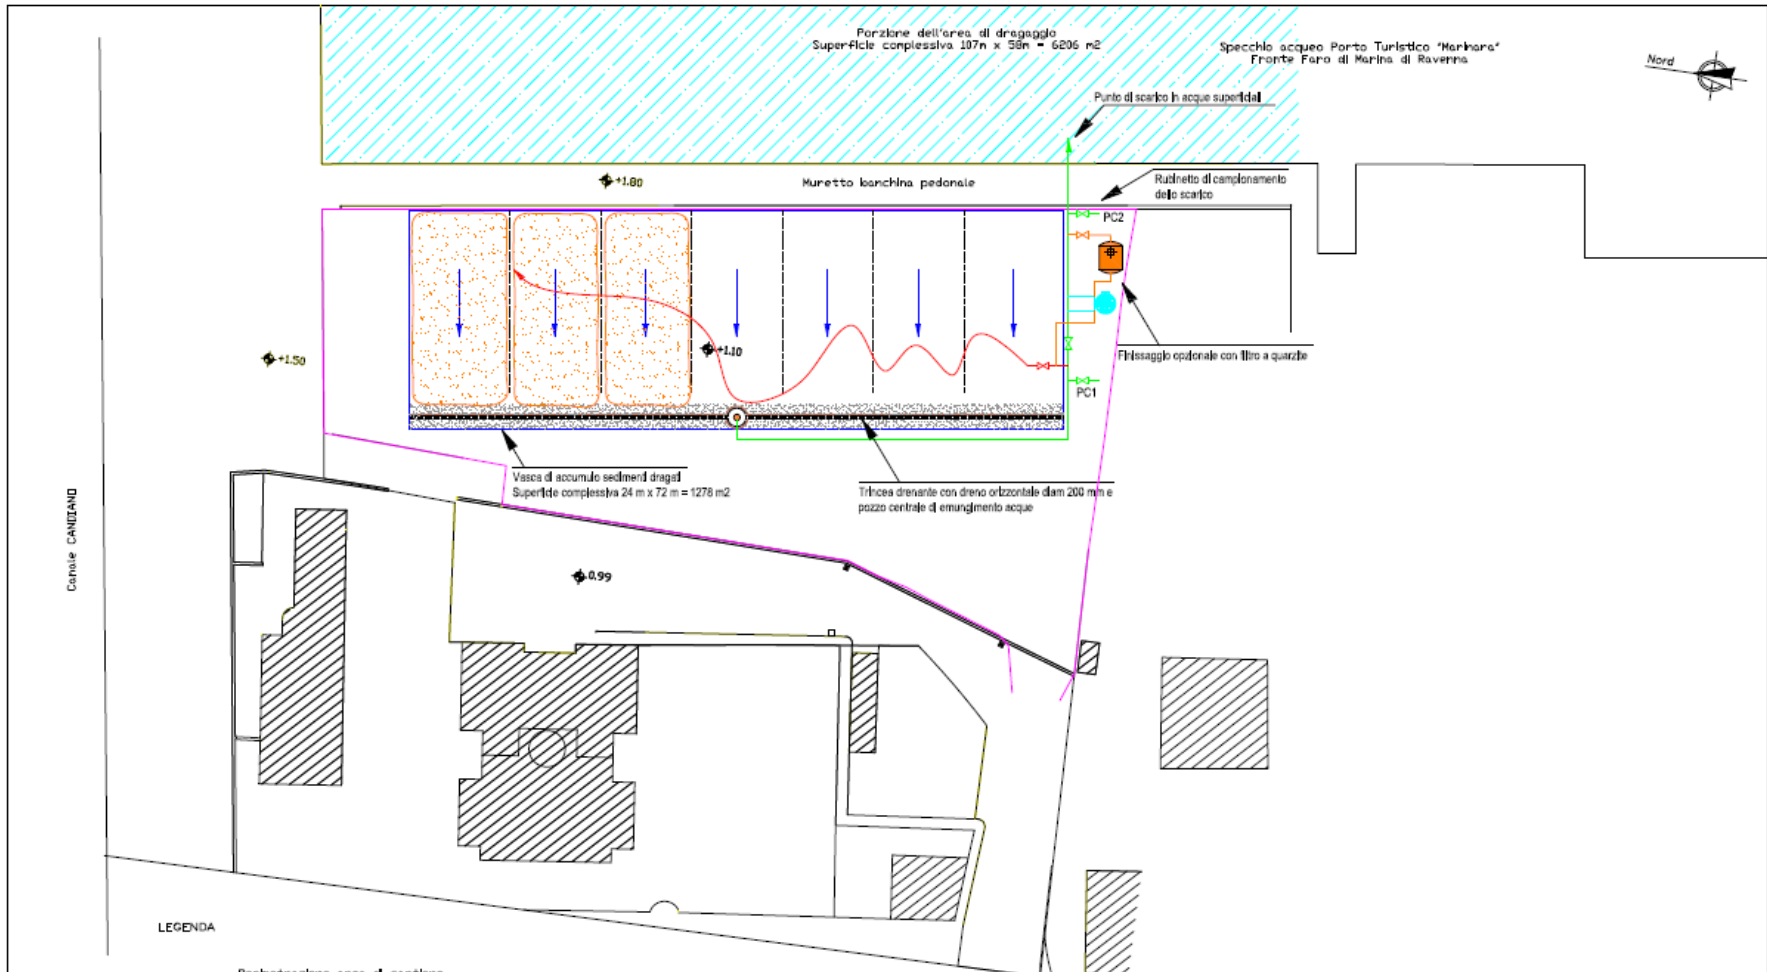 Porzione dell'area di dragaggio
Superficie complessiva 107m x 58m = 6206 m2
Specchio acqueo Porto Turistico "Marinara"
Fronte Faro di Marina di Ravenna
Nord
Punto di scarico in acque superficiali
+1.80
Muretto banchina pedonale
Rubinetto di campionamento
dello scarico
PC2
+1.50
+1.10
Finissaggio opzionale con filtro a quarzite
PC1
Vasca di accumulo sedimenti dragati
Superficie complessiva 24 m x 72 m = 1278 m2
Trincea drenante con dreno orizzontale diam 200 mm e
pozzo centrale di emungimento acque
Canale CANDIANO
0.99
LEGENDA